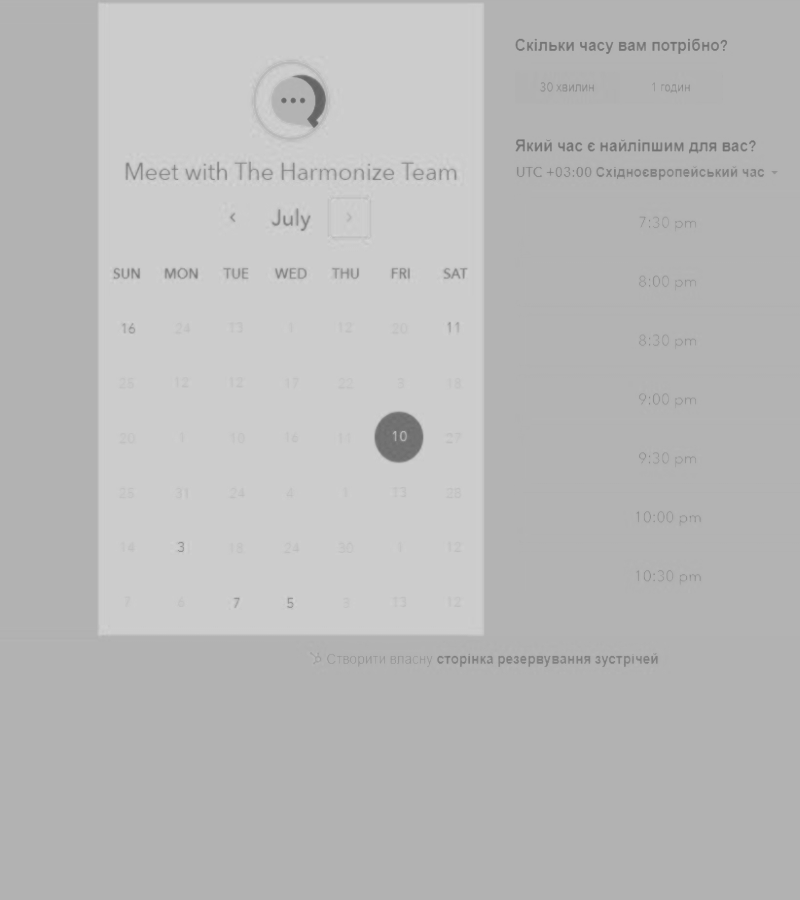 Meet with The Harmonize Team
‹ July ›
SUN MON TUE WED THU FRI SAT
16 24 13 1 12 20 11
25 12 12 17 22 3 18
20 1 10 16 11 10 27
25 31 24 4 1 13 28
14 3 18 24 30 1 12
7 6 7 5 13 12
Скільки часу вам потрібно?
30 хвилин 1 годин
Який час є найліпшим для вас?
UTC +03:00 Східноєвропейський час
7:30 pm
8:00 pm
8:30 pm
9:00 pm
9:30 pm
10:00 pm
10:30 pm
Створити власну сторінка резервування зустрічей